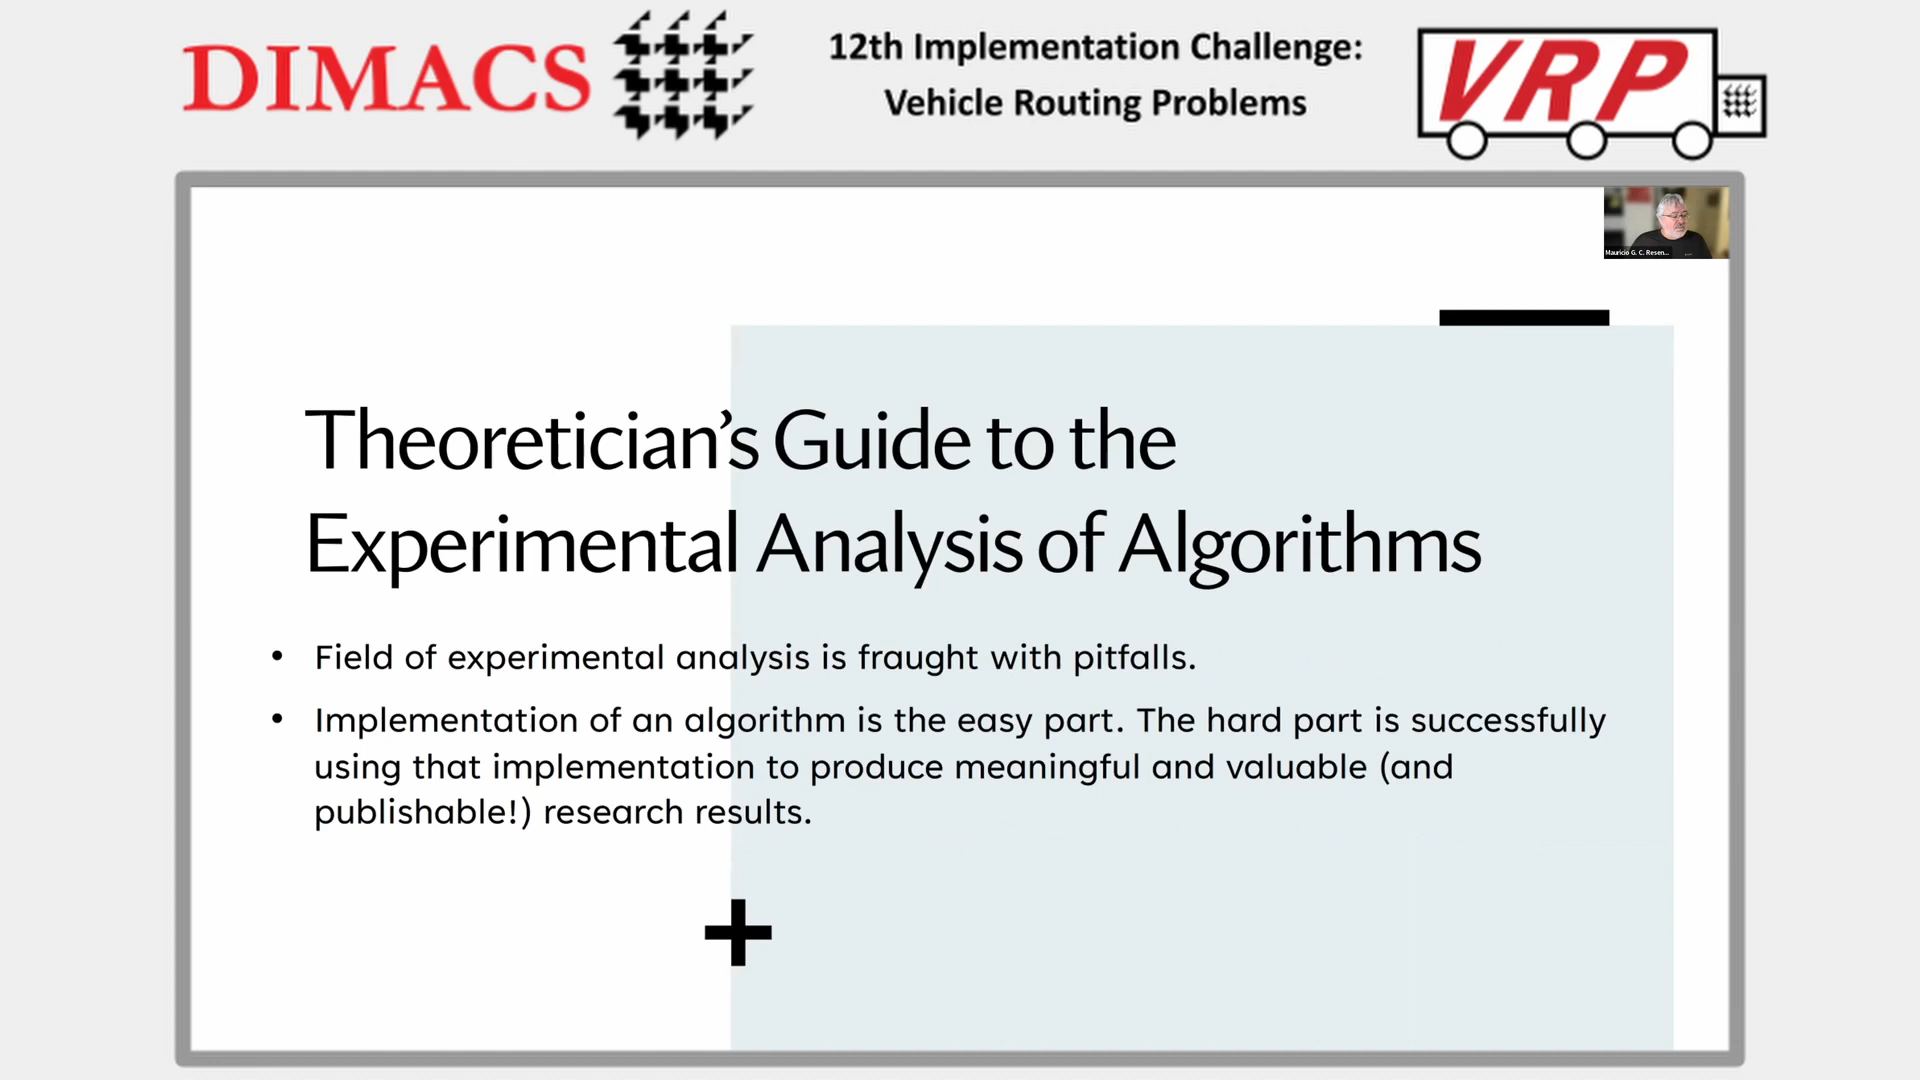 DIMACS
12th Implementation Challenge:
Vehicle Routing Problems
VRP
Mauricio G. C. Resen...
Theoretician’s Guide to the
Experimental Analysis of Algorithms
• Field of experimental analysis is fraught with pitfalls.
• Implementation of an algorithm is the easy part. The hard part is successfully
using that implementation to produce meaningful and valuable (and
publishable!) research results.